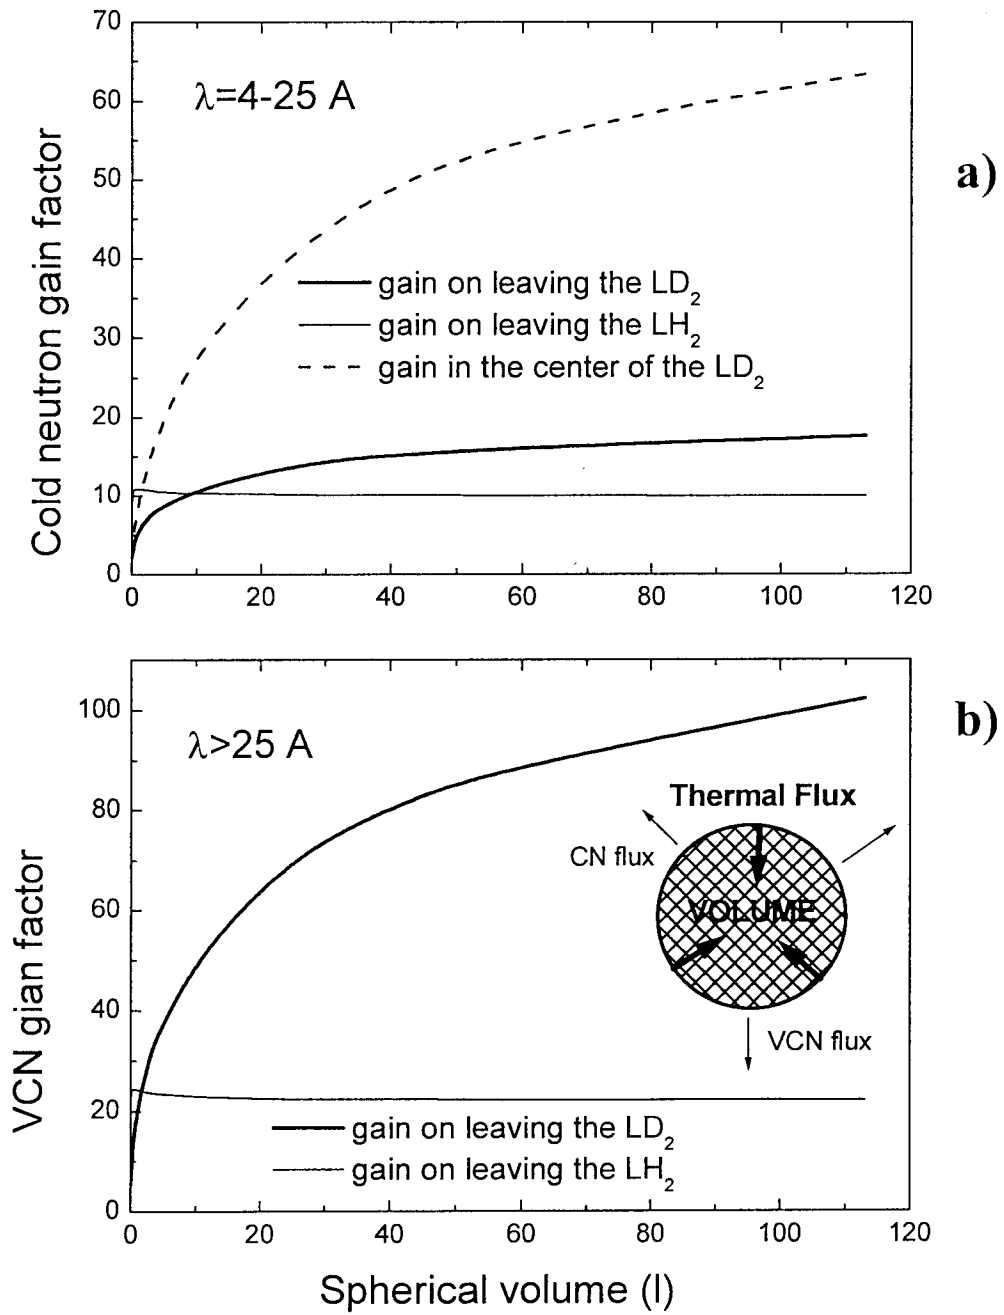 70
60
50
40
30
20
10
0
0 20 40 60 80 100 120
Cold neutron gain factor
λ=4-25 A
a)
gain on leaving the LD₂
gain on leaving the LH₂
gain in the center of the LD₂
100
80
60
40
20
0
0 20 40 60 80 100 120
VCN gian factor
λ>25 A
b)
Thermal Flux
CN flux
VOLUME
VCN flux
gain on leaving the LD₂
gain on leaving the LH₂
Spherical volume (l)